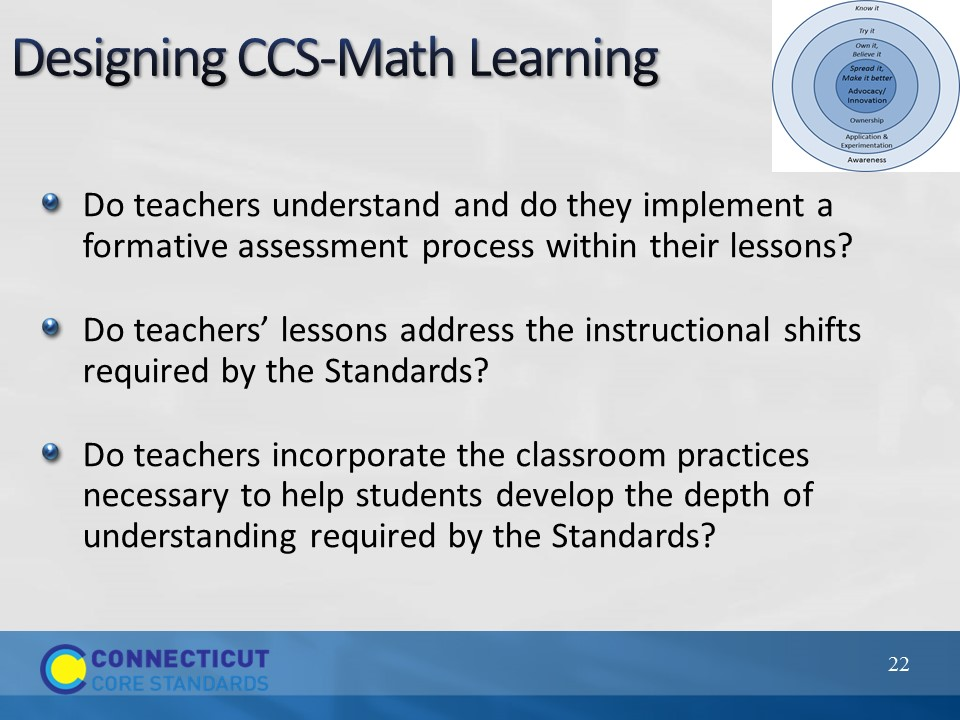 Designing CCS-Math Learning
Know it
Try it
Own it,
Believe it
Spread it,
Make it better
Advocacy/
Innovation
Ownership
Application &
Experimentation
Awareness
Do teachers understand and do they implement a
formative assessment process within their lessons?
Do teachers’ lessons address the instructional shifts
required by the Standards?
Do teachers incorporate the classroom practices
necessary to help students develop the depth of
understanding required by the Standards?
CONNECTICUT
CORE STANDARDS
22